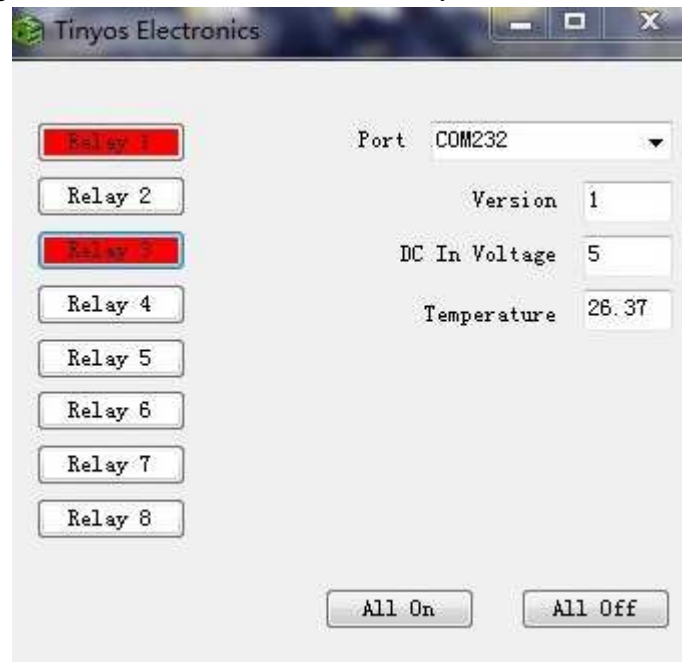 Tinyos Electronics
Relay 1
Port COM232
Relay 2
Version 1
Relay 3
DC In Voltage 5
Relay 4
Temperature 26.37
Relay 5
Relay 6
Relay 7
Relay 8
All On
All Off